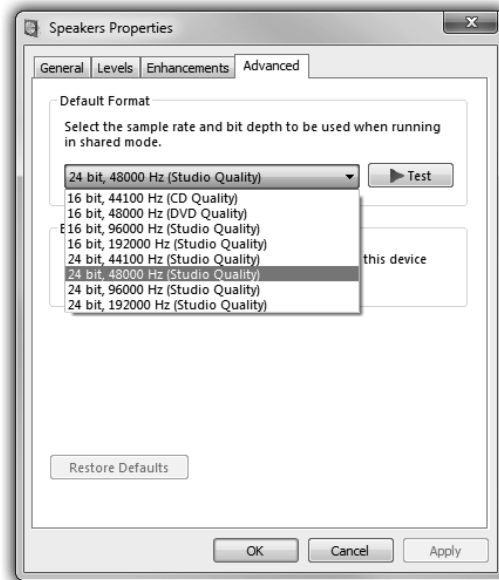 Speakers Properties
General Levels Enhancements Advanced
Default Format
Select the sample rate and bit depth to be used when running
in shared mode.
24 bit, 48000 Hz (Studio Quality)
Test
16 bit, 44100 Hz (CD Quality)
16 bit, 48000 Hz (DVD Quality)
16 bit, 96000 Hz (Studio Quality)
16 bit, 192000 Hz (Studio Quality)
24 bit, 44100 Hz (Studio Quality)
this device
24 bit, 48000 Hz (Studio Quality)
24 bit, 96000 Hz (Studio Quality)
24 bit, 192000 Hz (Studio Quality)
Restore Defaults
OK Cancel Apply